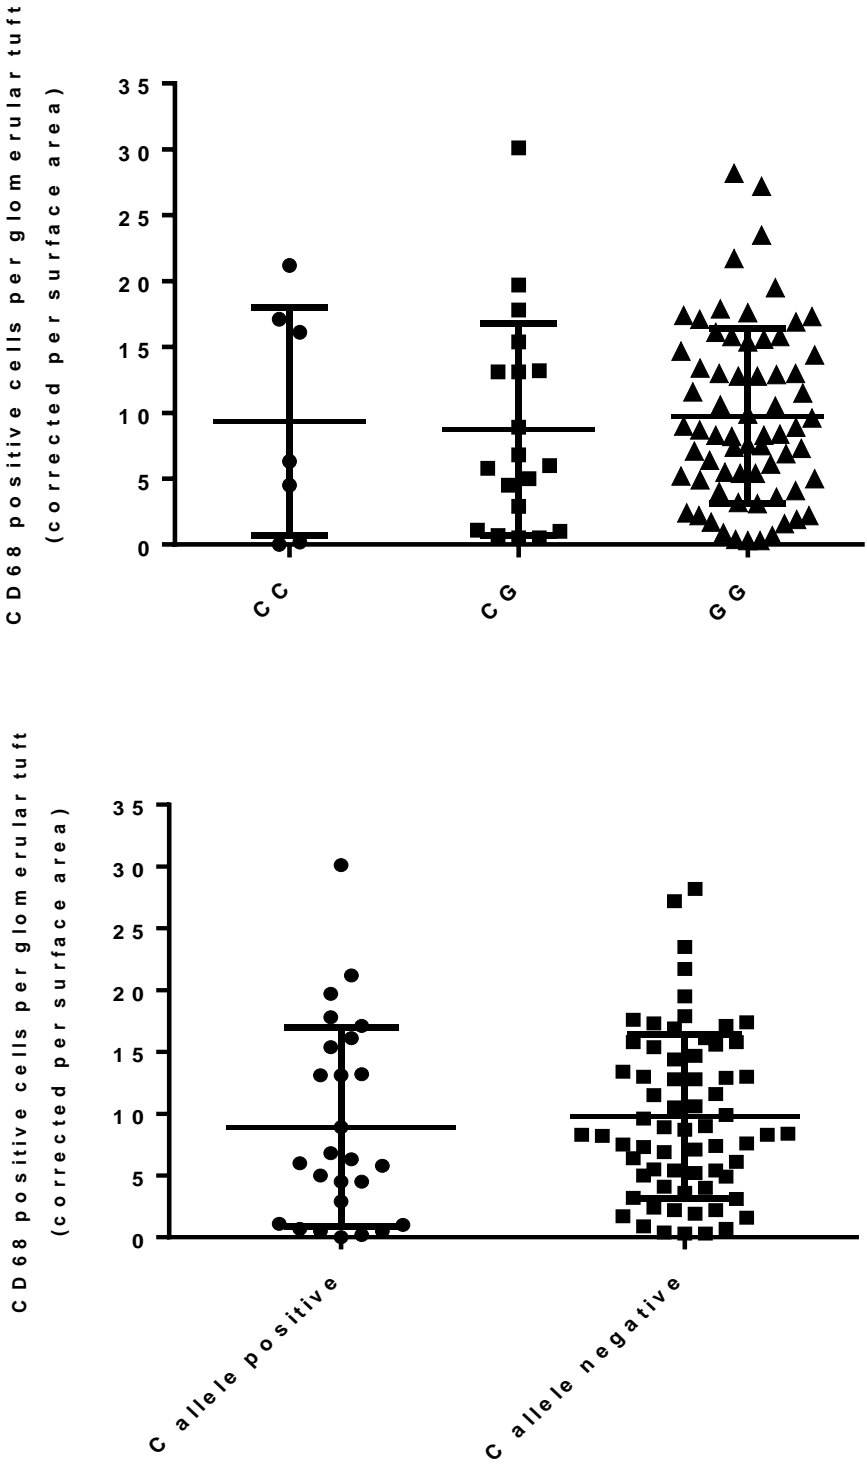 CD68 positive cells per glomerular tuft
(corrected per surface area)
35
30
25
20
15
10
5
0
CC
CG
GG
CD68 positive cells per glomerular tuft
(corrected per surface area)
35
30
25
20
15
10
5
0
C allele positive
C allele negative